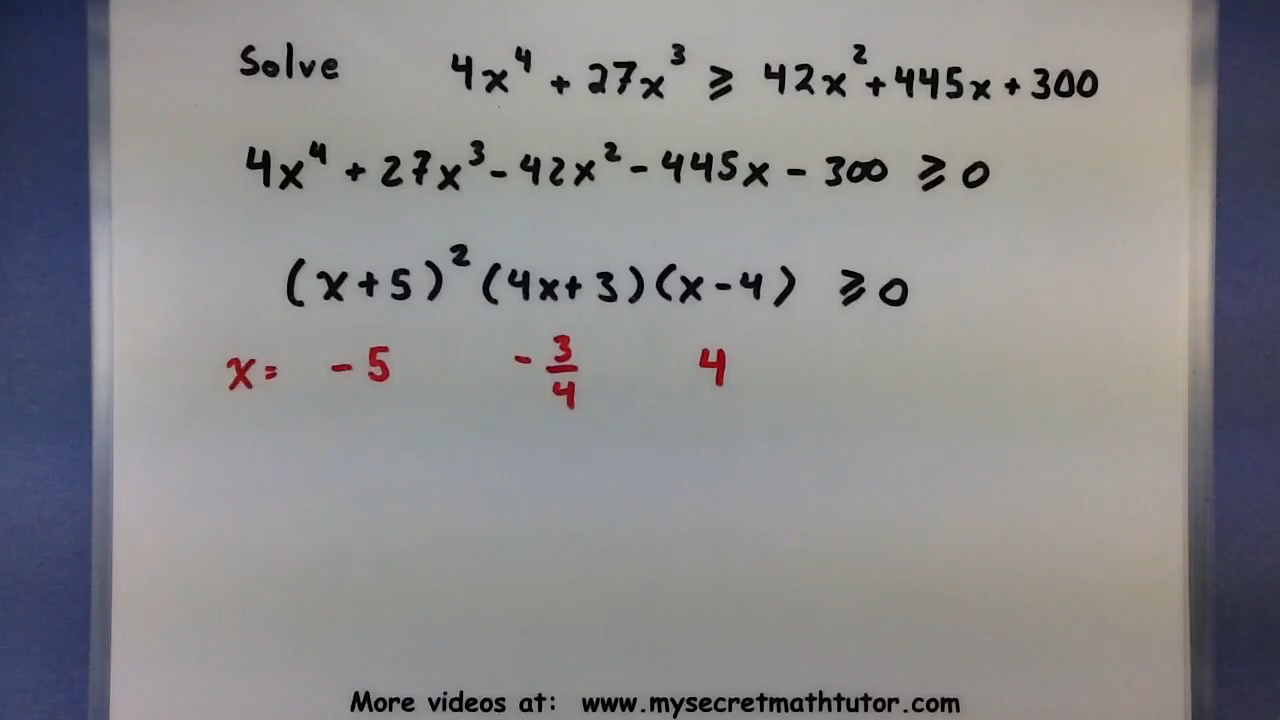 Solve 4x⁴ + 27x³ ≥ 42x² + 445x + 300
4x⁴ + 27x³ - 42x² - 445x - 300 ≥ 0
(x+5)² (4x+3)(x-4) ≥ 0
x = -5 -3/4 4
More videos at: www.mysecretmathtutor.com